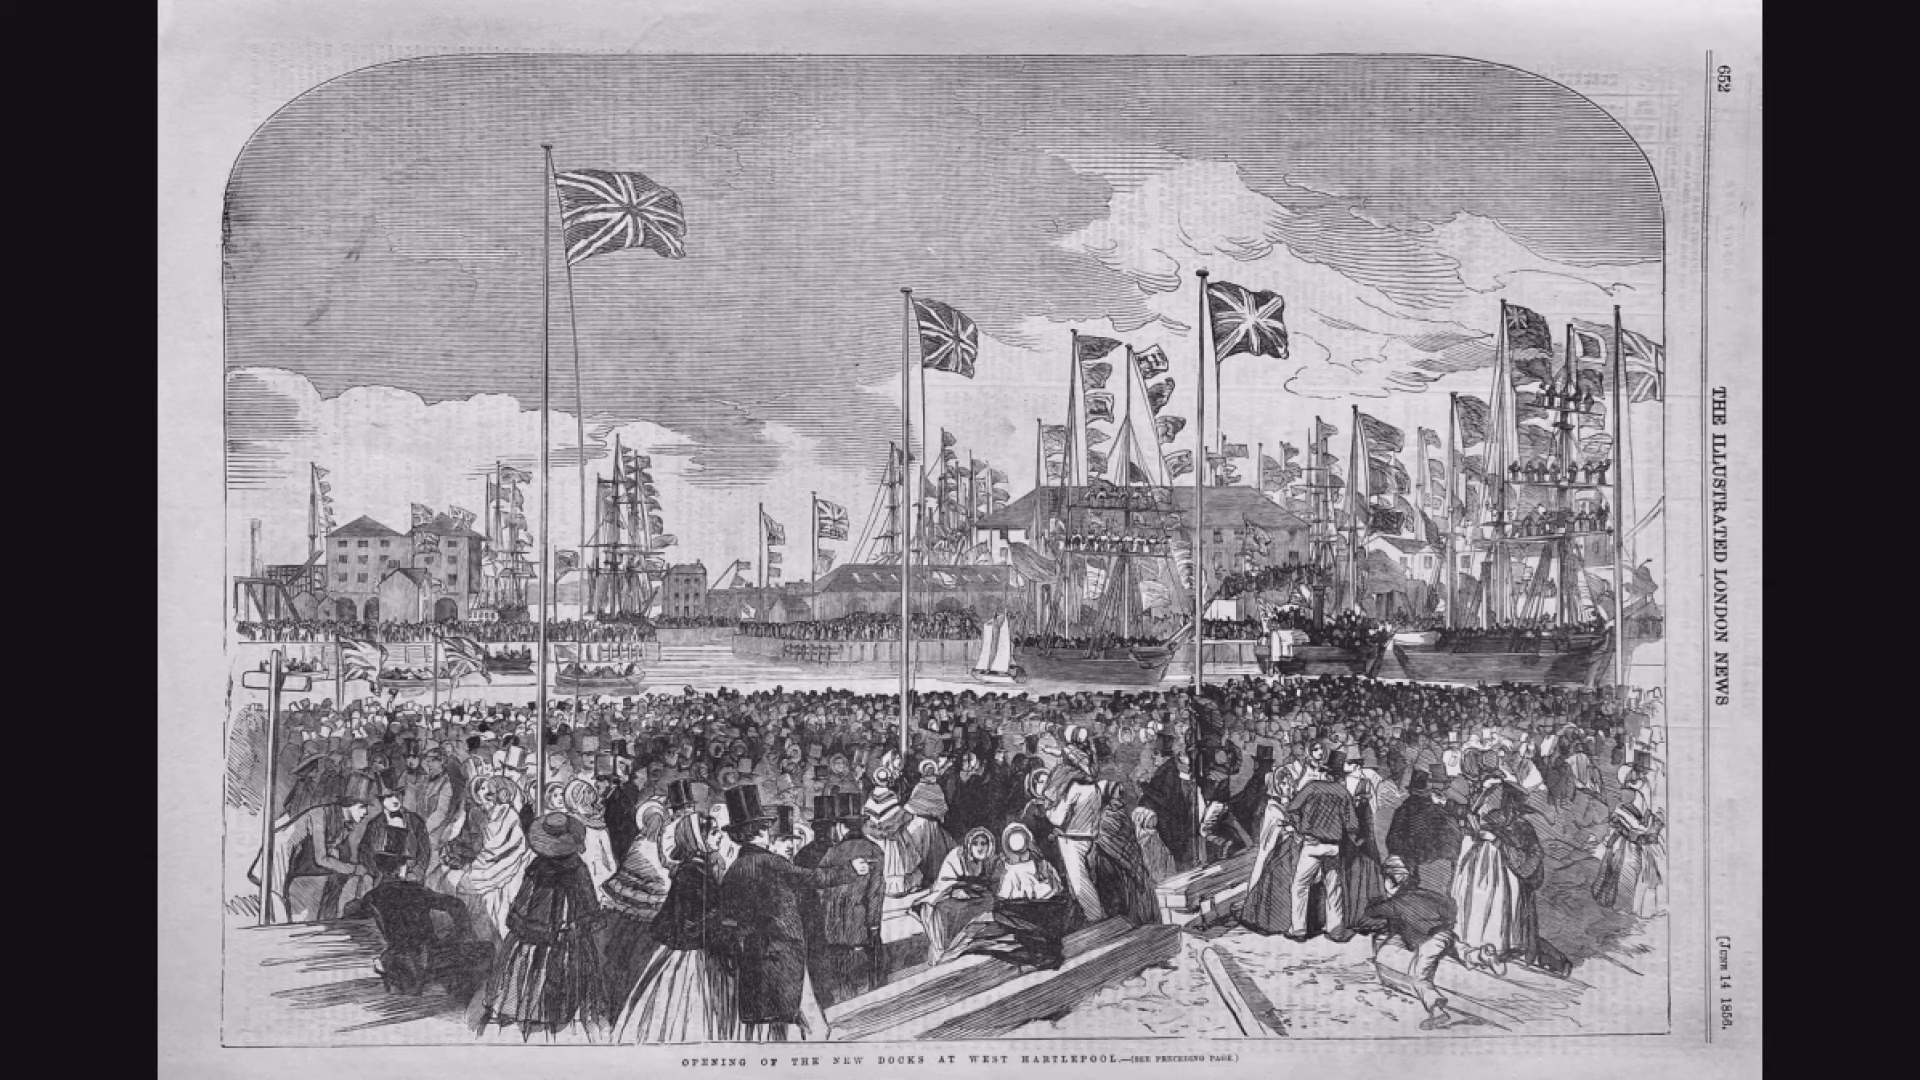 652
THE ILLUSTRATED LONDON NEWS
[JUNE 14 1856.
OPENING OF THE NEW DOCKS AT WEST HARTLEPOOL.—(SEE PRECEDING PAGE.)